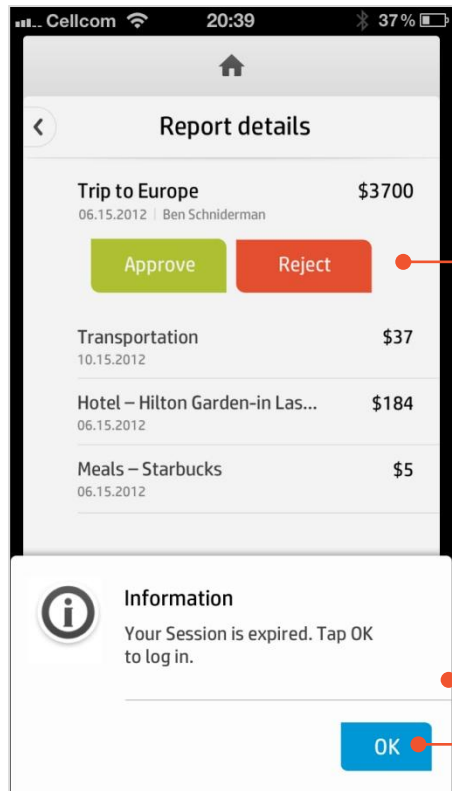 Cellcom 20:39 37%
Report details
Trip to Europe $3700
06.15.2012 | Ben Schniderman
Approve Reject
Transportation $37
10.15.2012
Hotel – Hilton Garden-in Las... $184
06.15.2012
Meals – Starbucks $5
06.15.2012
Information
Your Session is expired. Tap OK
to log in.
OK